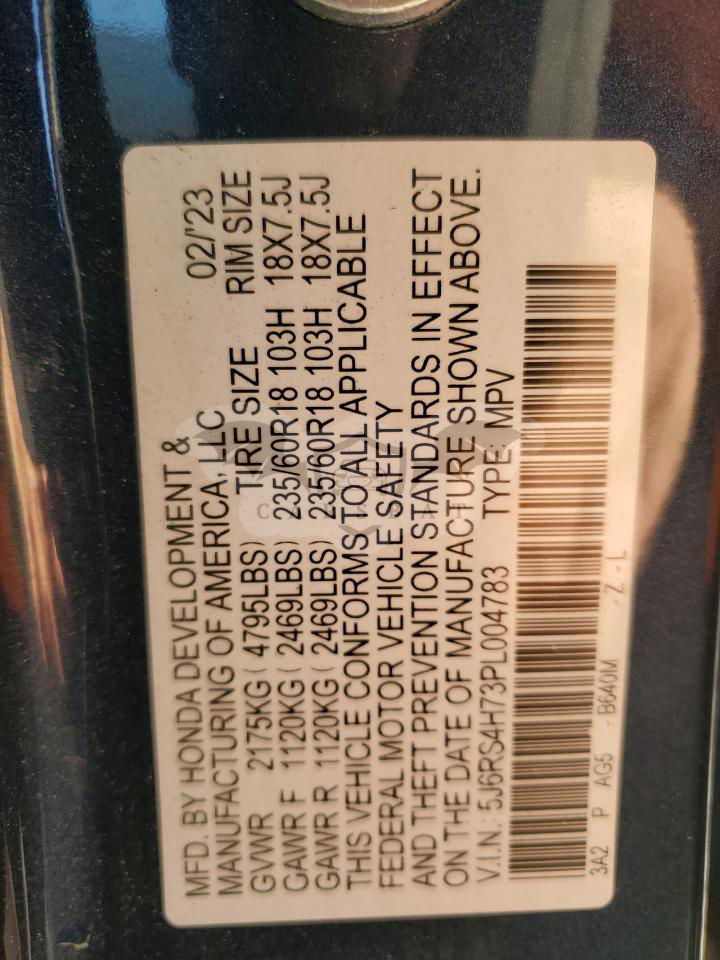 MFD. BY HONDA DEVELOPMENT &
MANUFACTURING OF AMERICA, LLC 02/'23
GVWR 2175KG ( 4795LBS) TIRE SIZE RIM SIZE
GAWR F 1120KG ( 2469LBS) 235/60R18 103H 18X7.5J
GAWR R 1120KG ( 2469LBS) 235/60R18 103H 18X7.5J
THIS VEHICLE CONFORMS TO ALL APPLICABLE
FEDERAL MOTOR VEHICLE SAFETY
AND THEFT PREVENTION STANDARDS IN EFFECT
ON THE DATE OF MANUFACTURE SHOWN ABOVE.
V.I.N.: 5J6RS4H73PL004783 TYPE: MPV
3A2 P AG5 - B640M - Z - L